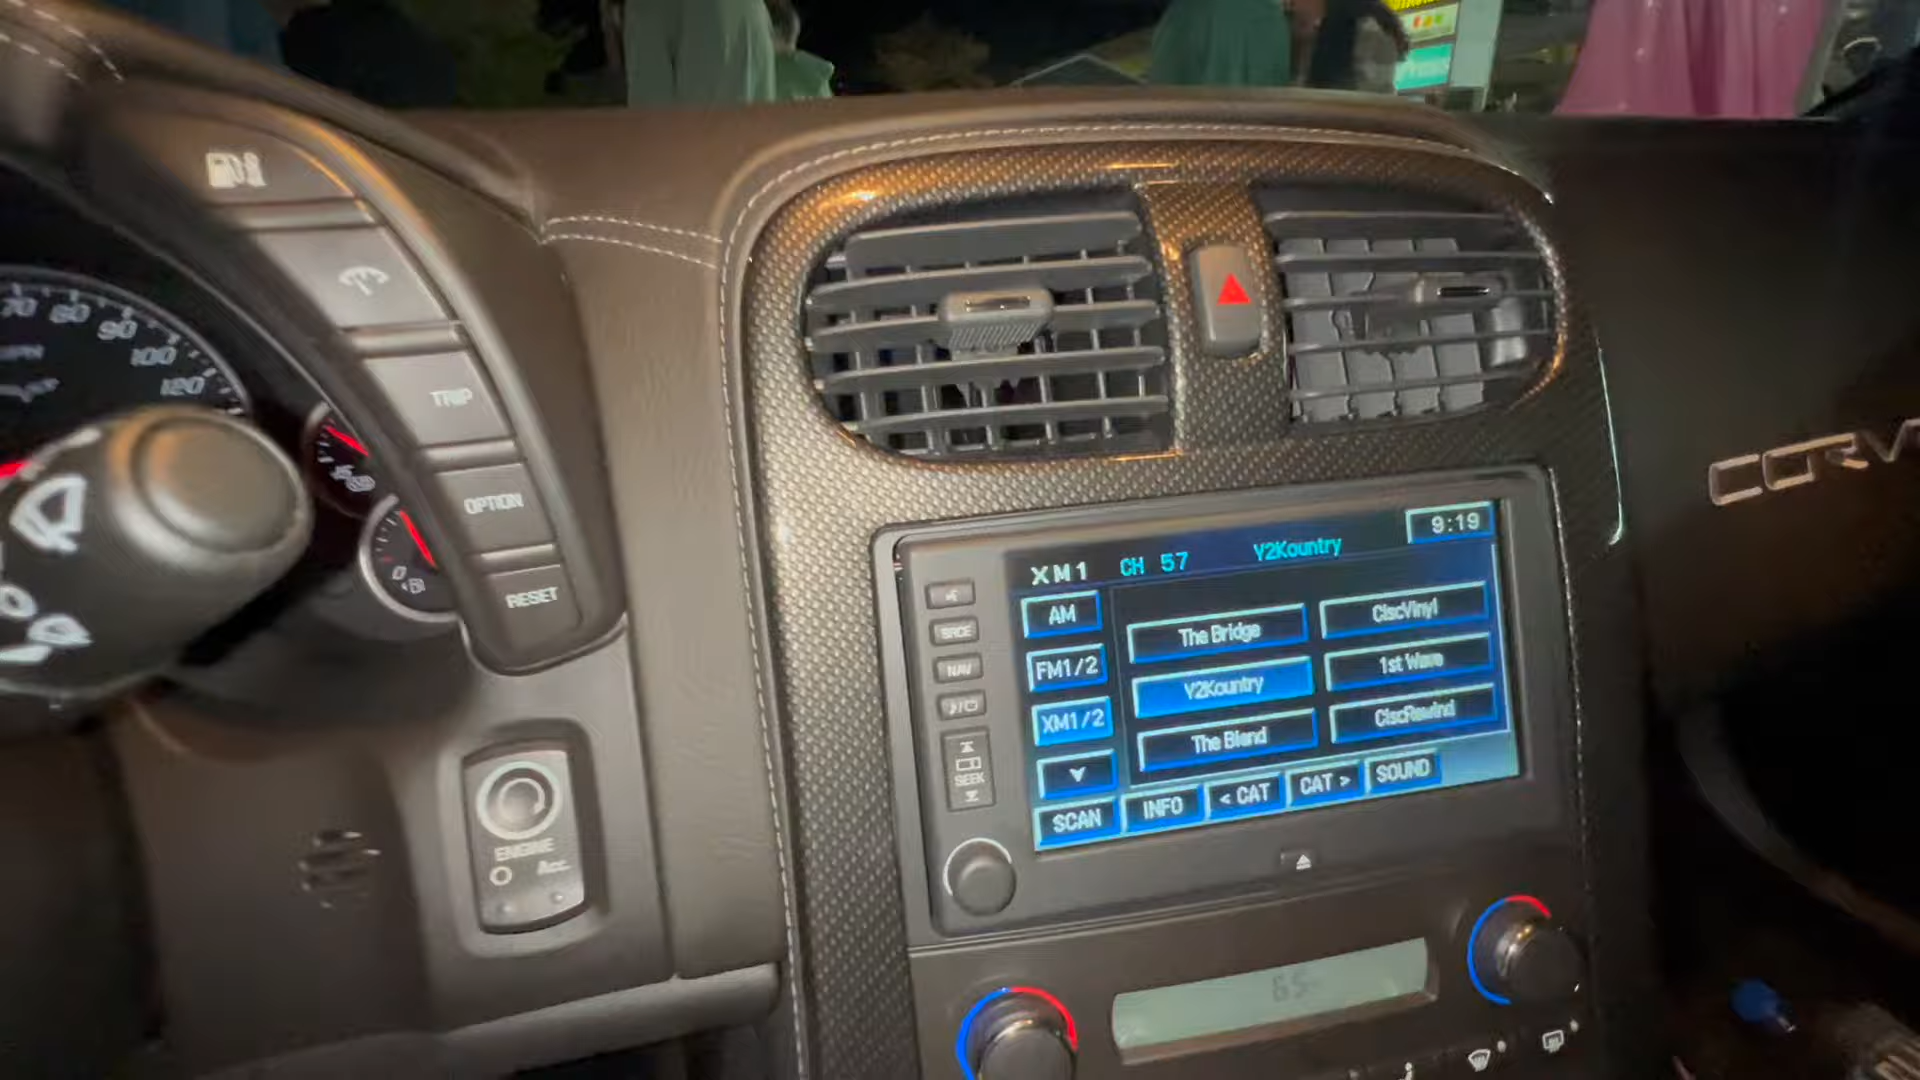 70 80 90
100
120
TRIP
OPTION
RESET
ENGINE
Acc.
CORV
9:19
XM1 CH 57 Y2Kountry
AM
FM1/2
XM1/2
The Bridge
ClscVinyl
Y2Kountry
1st Wave
The Blend
ClscRewind
SCAN INFO < CAT CAT > SOUND
SRCE
NAV
SEEK
65